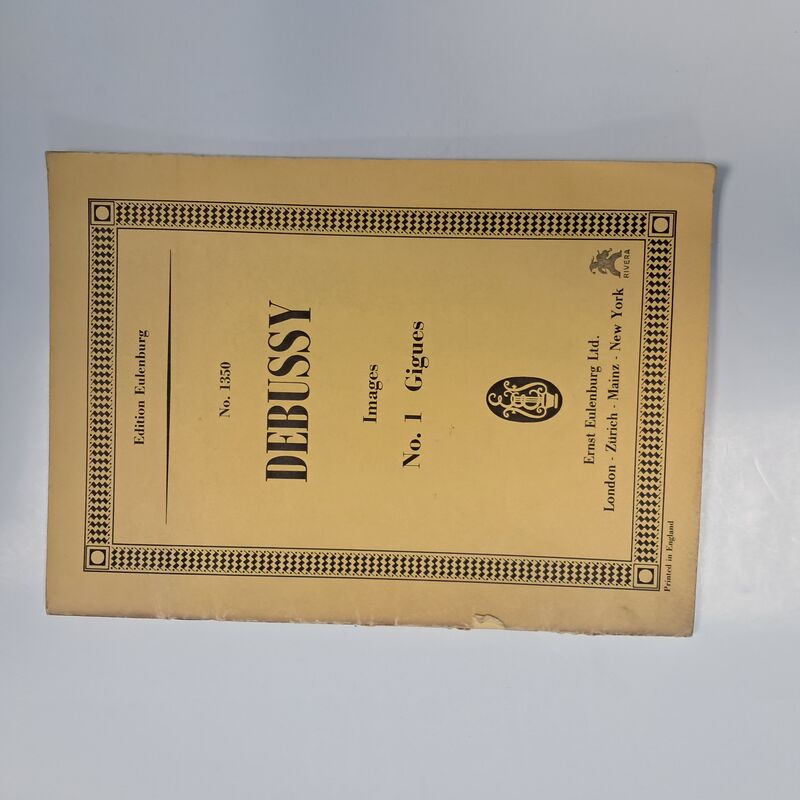 Edition Eulenburg
No. 1350
DEBUSSY
Images
No. 1 Gigues
E
RIVERA
Ernst Eulenburg Ltd.
London - Zürich - Mainz - New York
Printed in England